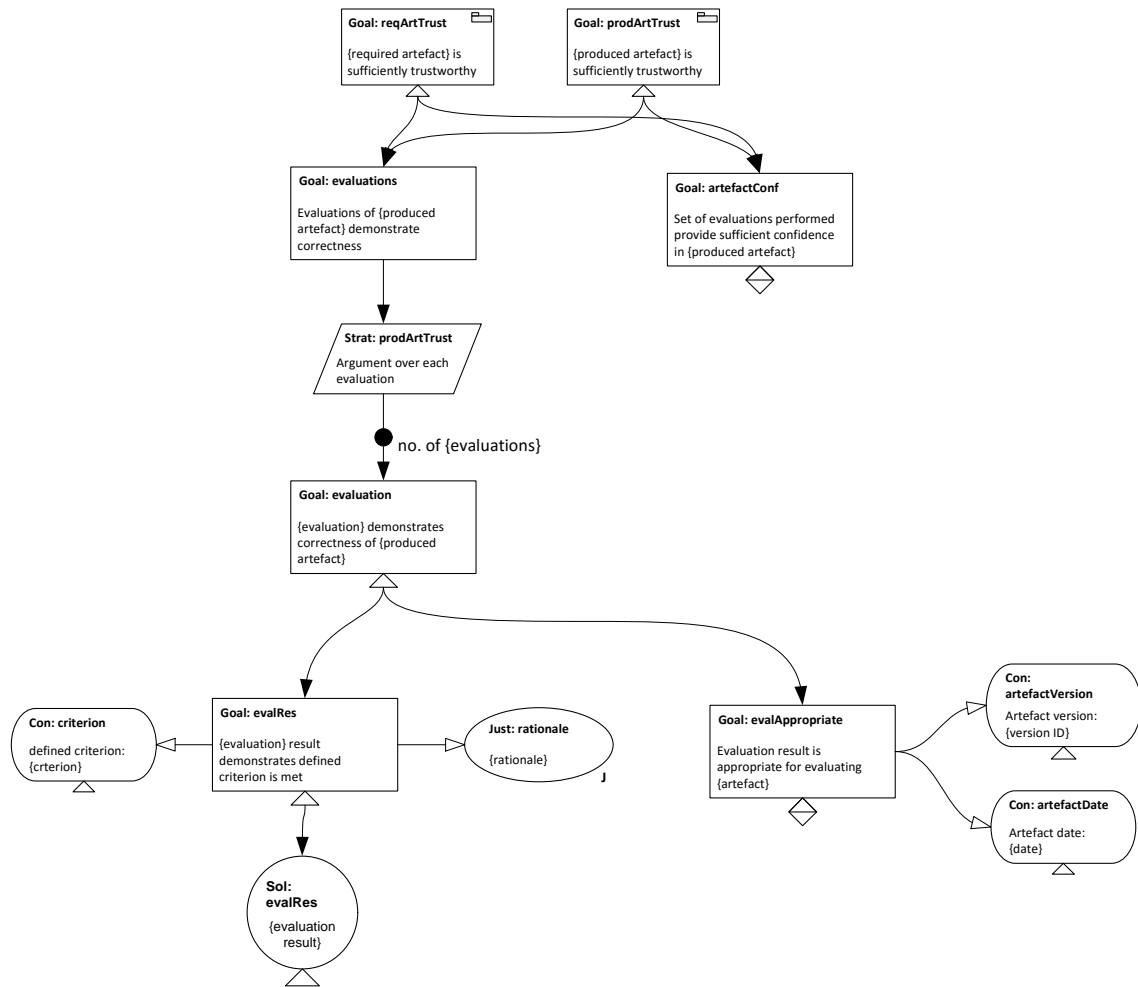 Goal: reqArtTrust
{required artefact} is
sufficiently trustworthy
Goal: prodArtTrust
{produced artefact} is
sufficiently trustworthy
Goal: evaluations
Evaluations of {produced
artefact} demonstrate
correctness
Goal: artefactConf
Set of evaluations performed
provide sufficient confidence
in {produced artefact}
Strat: prodArtTrust
Argument over each
evaluation
no. of {evaluations}
Goal: evaluation
{evaluation} demonstrates
correctness of {produced
artefact}
Con: criterion
defined criterion:
{crterion}
Goal: evalRes
{evaluation} result
demonstrates defined
criterion is met
Just: rationale
{rationale}
J
Goal: evalAppropriate
Evaluation result is
appropriate for evaluating
{artefact}
Con:
artefactVersion
Artefact version:
{version ID}
Con: artefactDate
Artefact date:
{date}
Sol:
evalRes
{evaluation
result}